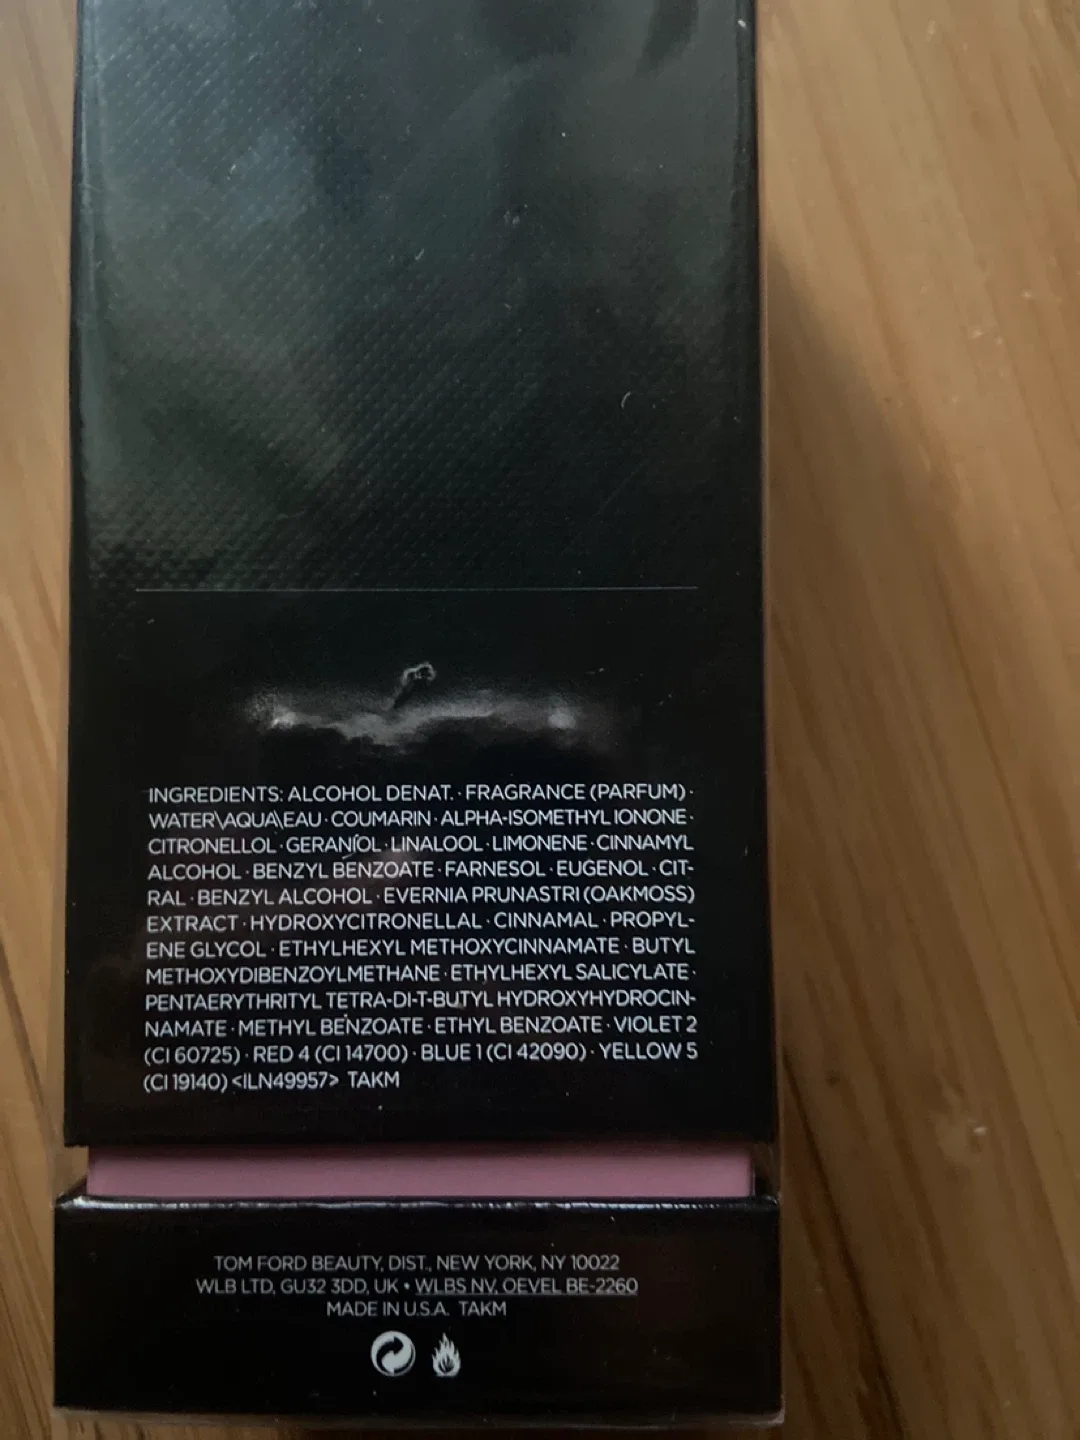 INGREDIENTS: ALCOHOL DENAT. · FRAGRANCE (PARFUM) ·
WATER\AQUA\EAU · COUMARIN · ALPHA-ISOMETHYL IONONE ·
CITRONELLOL · GERANIOL · LINALOOL · LIMONENE · CINNAMYL
ALCOHOL · BENZYL BENZOATE · FARNESOL · EUGENOL · CIT-
RAL · BENZYL ALCOHOL · EVERNIA PRUNASTRI (OAKMOSS)
EXTRACT · HYDROXYCITRONELLAL · CINNAMAL · PROPYL-
ENE GLYCOL · ETHYLHEXYL METHOXYCINNAMATE · BUTYL
METHOXYDIBENZOYLMETHANE · ETHYLHEXYL SALICYLATE ·
PENTAERYTHRITYL TETRA-DI-T-BUTYL HYDROXYHYDROCIN-
NAMATE · METHYL BENZOATE · ETHYL BENZOATE · VIOLET 2
(CI 60725) · RED 4 (CI 14700) · BLUE 1 (CI 42090) · YELLOW 5
(CI 19140) <ILN49957> TAKM
TOM FORD BEAUTY, DIST., NEW YORK, NY 10022
WLB LTD, GU32 3DD, UK • WLBS NV, OEVEL BE-2260
MADE IN U.S.A. TAKM